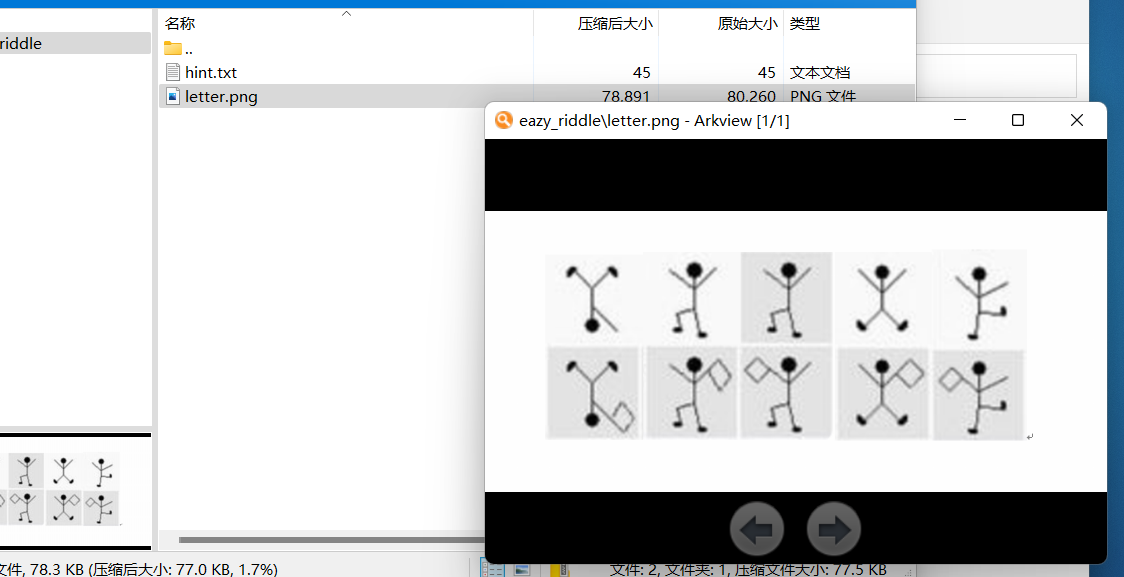 名称 压缩后大小 原始大小 类型
riddle
..
hint.txt 45 45 文本文档
letter.png 78,891 80,260 PNG 文件
eazy_riddle\letter.png - Arkview [1/1]
文件, 78.3 KB (压缩后大小: 77.0 KB, 1.7%)
文件: 2, 文件夹: 1, 压缩文件大小: 77.5 KB